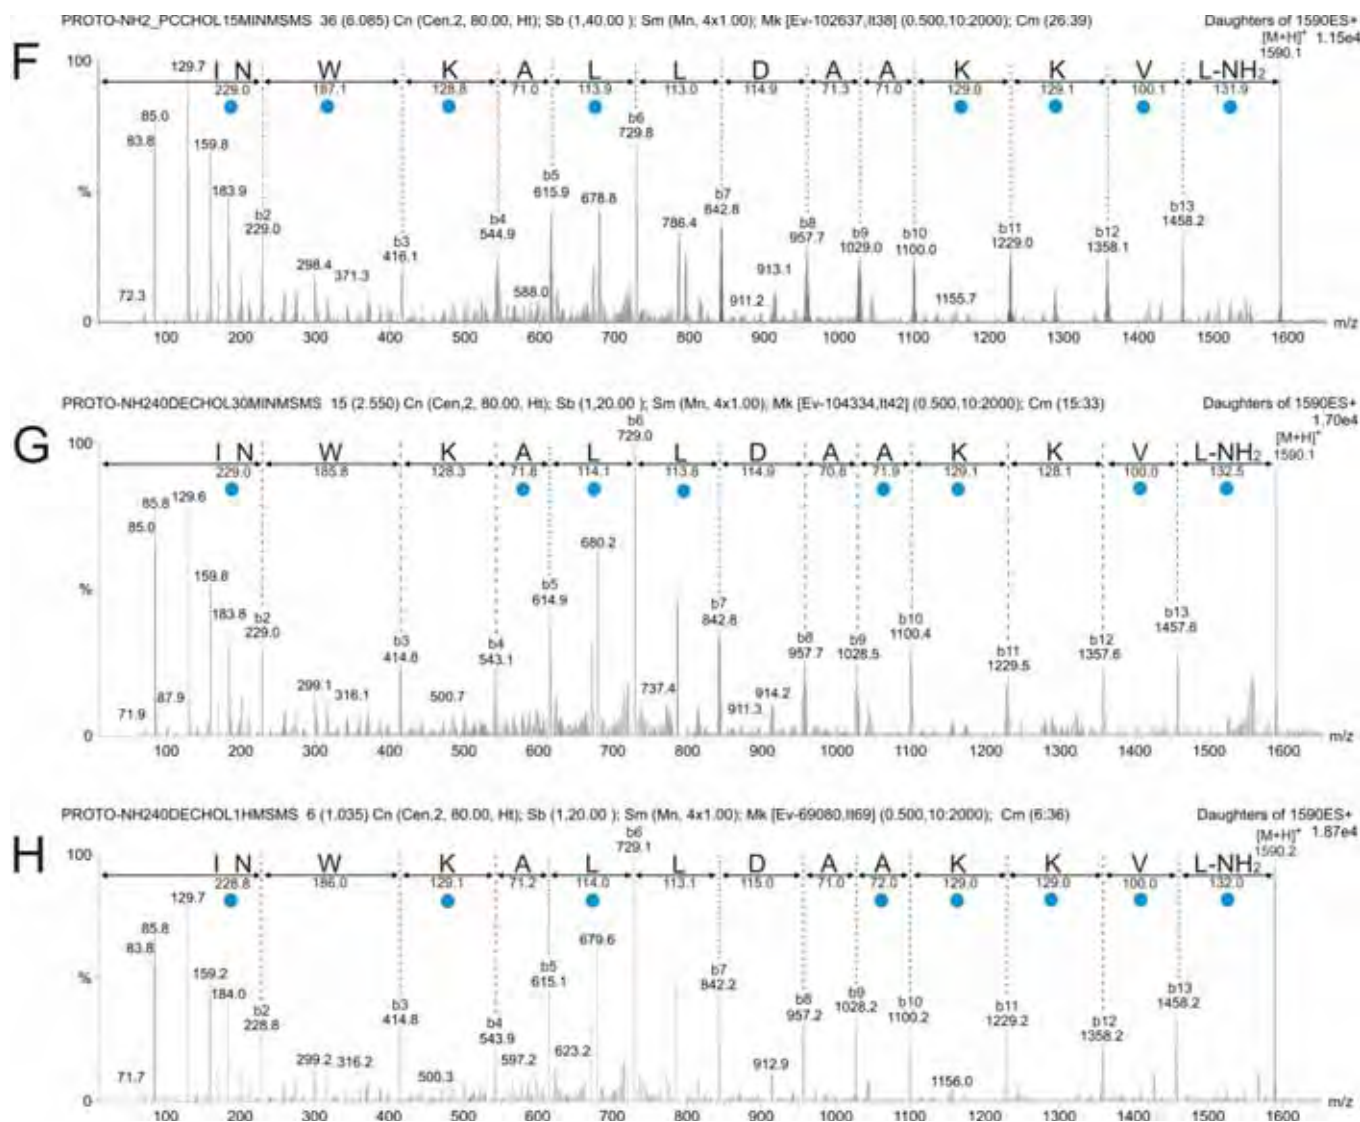 F
PROTO-NH2_PCCHOL15MINMSMS 36 (6.085) Cn (Cen,2, 80.00, Ht); Sb (1,40.00 ); Sm (Mn, 4x1.00); Mk [Ev-102637,It38] (0.500,10:2000); Cm (26:39)
Daughters of 1590ES+
[M+H]+ 1.15e4
1590.1
100
129.7
I N W K A L L D A A K K V L-NH2
229.0 187.1 128.8 71.0 113.9 113.0 114.9 71.3 71.0 129.0 129.1 100.1 131.9
85.0
83.8
159.8
183.9
b2
229.0
298.4
371.3
b3
416.1
b4
544.9
588.0
b5
615.9
678.8
b6
729.8
786.4
b7
842.8
911.2
913.1
b8
957.7
b9
1029.0
b10
1100.0
1155.7
b11
1229.0
b12
1358.1
b13
1458.2
72.3
%
0
100 200 300 400 500 600 700 800 900 1000 1100 1200 1300 1400 1500 1600 m/z
G
PROTO-NH240DECHOL30MINMSMS 15 (2.550) Cn (Cen,2, 80.00, Ht); Sb (1,20.00 ); Sm (Mn, 4x1.00); Mk [Ev-104334,It42] (0.500,10:2000); Cm (15:33)
Daughters of 1590ES+
1.70e4
[M+H]+
1590.1
100
b6
729.0
I N W K A L L D A A K K V L-NH2
229.0 185.8 128.3 71.8 114.1 113.8 114.9 70.8 71.9 129.1 128.1 100.0 132.5
85.8
129.6
85.0
159.8
183.8
b2
229.0
299.1
316.1
b3
414.8
500.7
b4
543.1
b5
614.9
680.2
737.4
b7
842.8
911.3
914.2
b8
957.7
b9
1028.5
b10
1100.4
b11
1229.5
b12
1357.6
b13
1457.6
71.9
87.9
%
0
100 200 300 400 500 600 700 800 900 1000 1100 1200 1300 1400 1500 1600 m/z
H
PROTO-NH240DECHOL1HMSMS 6 (1.035) Cn (Cen,2, 80.00, Ht); Sb (1,20.00 ); Sm (Mn, 4x1.00); Mk [Ev-69080,It69] (0.500,10:2000); Cm (6:36)
Daughters of 1590ES+
[M+H]+ 1.87e4
1590.2
100
b6
729.1
I N W K A L L D A A K K V L-NH2
228.8 186.0 129.1 71.2 114.0 113.1 115.0 71.0 72.0 129.0 129.0 100.0 132.0
129.7
85.8
83.8
159.2
184.0
b2
228.8
299.2
316.2
b3
414.8
500.3
b4
543.9
597.2
b5
615.1
623.2
679.6
b7
842.2
912.9
b8
957.2
b9
1028.2
b10
1100.2
1156.0
b11
1229.2
b12
1358.2
b13
1458.2
71.7
%
0
100 200 300 400 500 600 700 800 900 1000 1100 1200 1300 1400 1500 1600 m/z